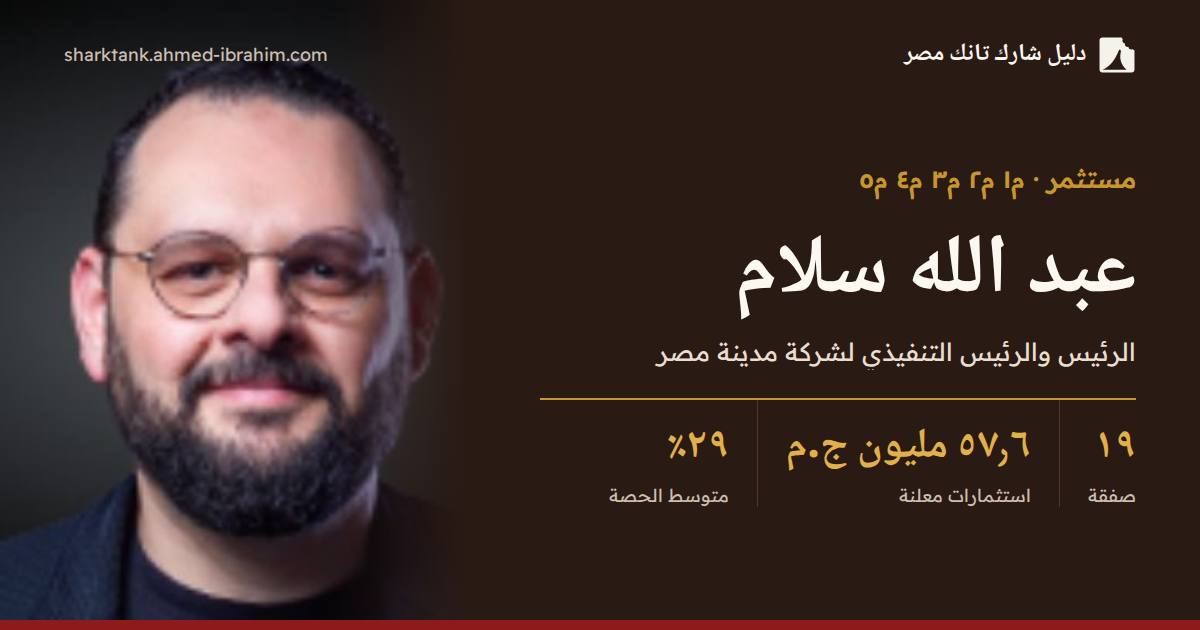 دليل شارك تانك مصر
sharktank.ahmed-ibrahim.com
مستثمر · م١ م٢ م٣ م٤ م٥
عبد الله سلام
الرئيس والرئيس التنفيذي لشركة مدينة مصر
١٩
صفقة
٥٧٫٦ مليون ج.م
استثمارات معلنة
٢٩٪
متوسط الحصة